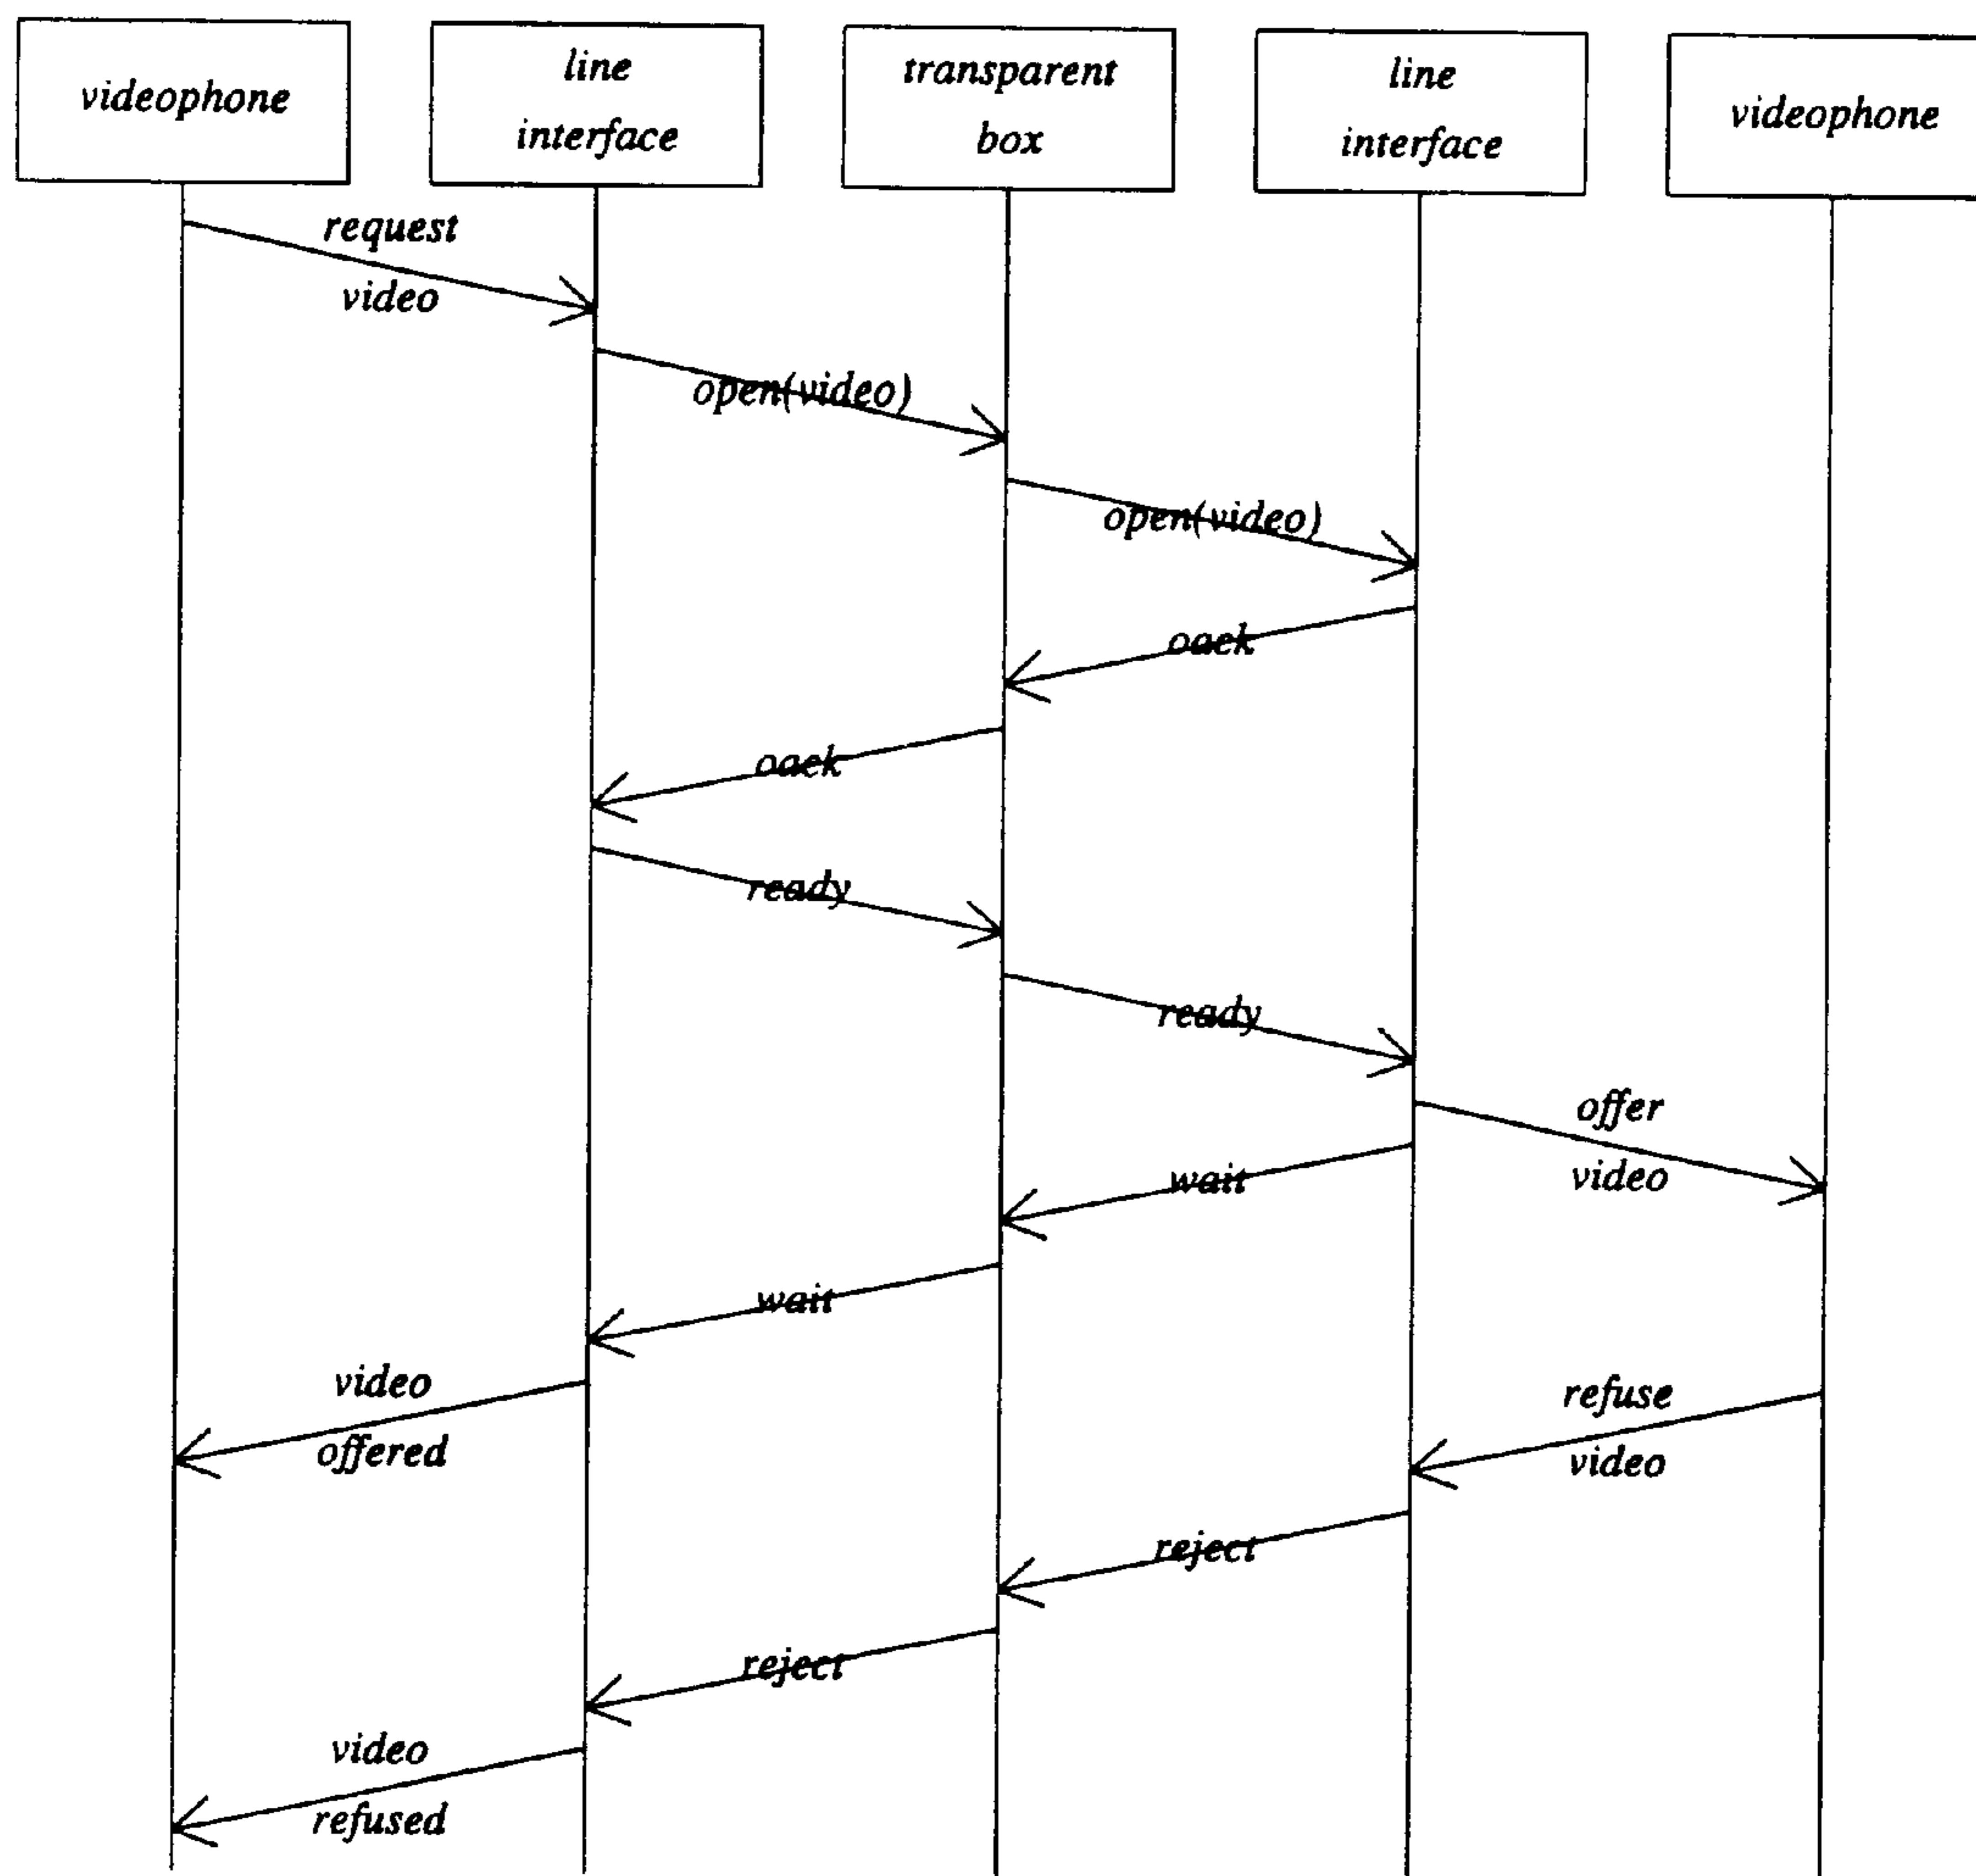 videophone
line
interface
transparent
box
line
interface
videophone
request
video
open(video)
open(video)
oack
oack
ready
ready
offer
video
wait
wait
video
offered
refuse
video
reject
reject
video
refused